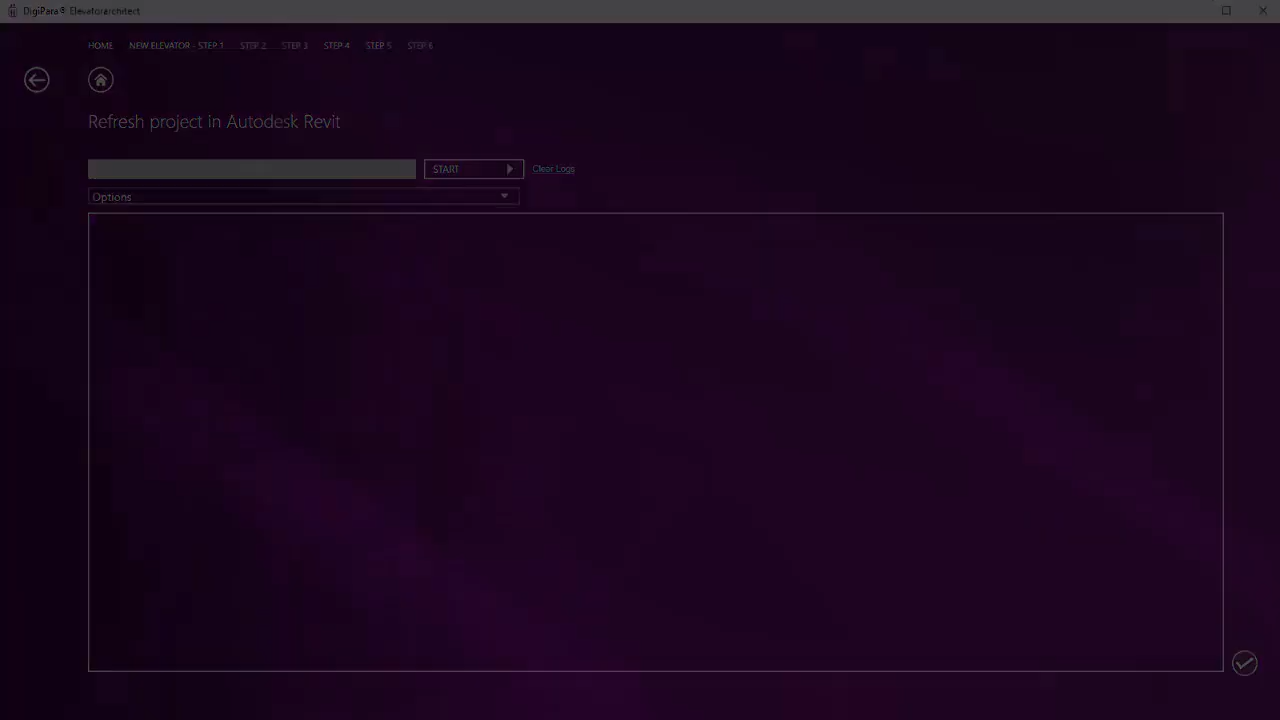 DigiPara® Elevatorarchitect
HOME NEW ELEVATOR - STEP 1 STEP 2 STEP 3 STEP 4 STEP 5 STEP 6
Refresh project in Autodesk Revit
START Clear Logs
Options